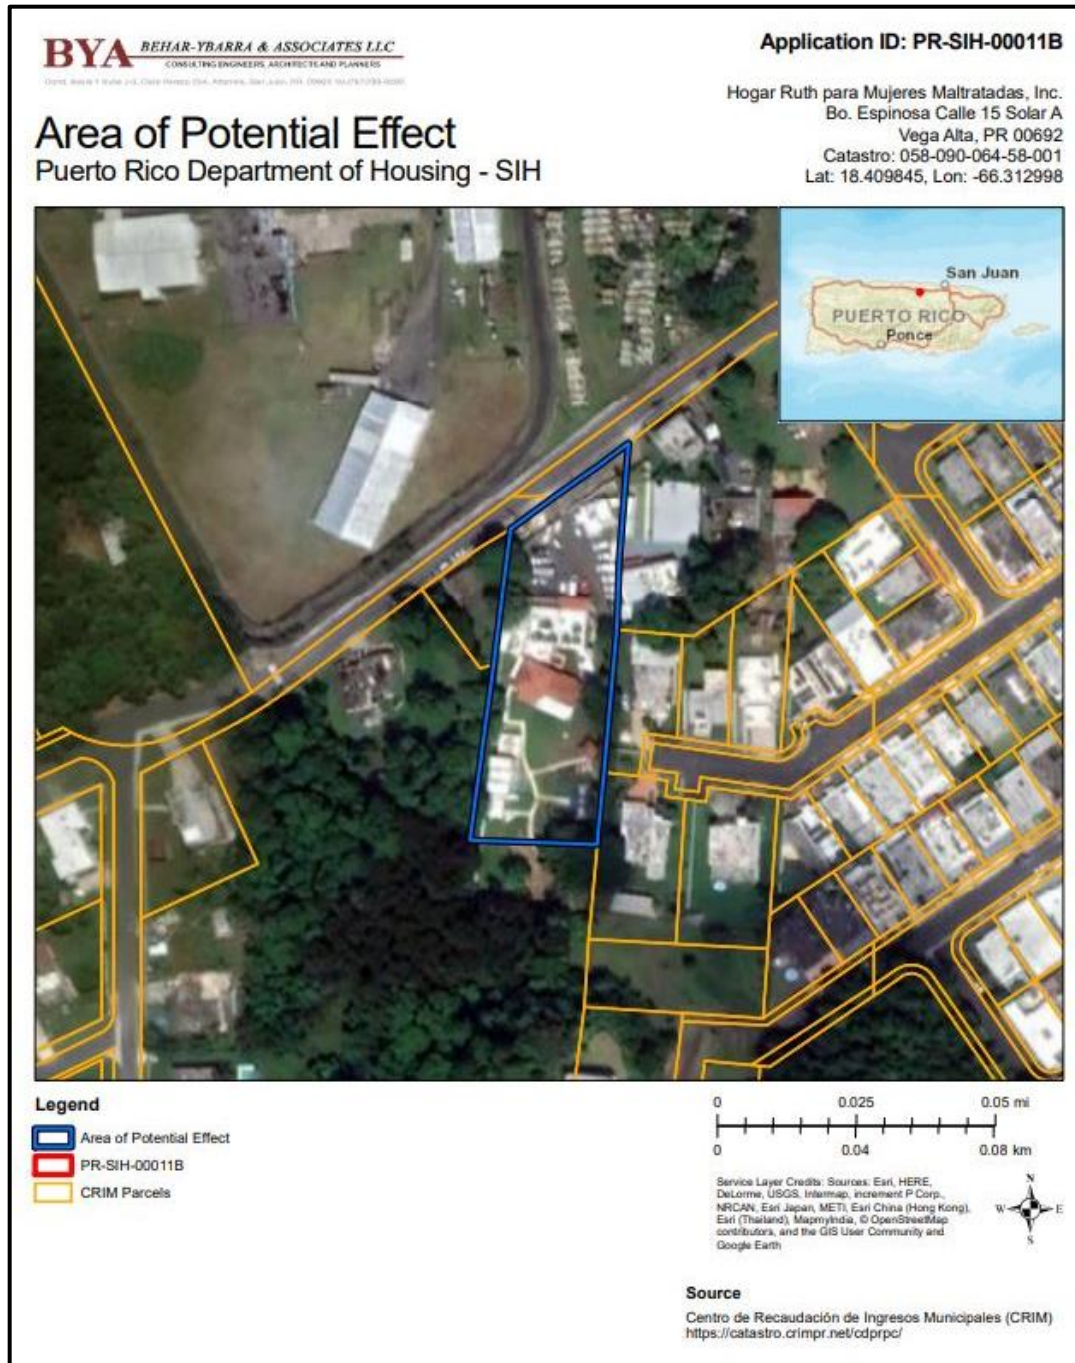 BYA BEHAR-YBARRA & ASSOCIATES LLC
CONSULTING ENGINEERS, ARCHITECTS AND PLANNERS
Application ID: PR-SIH-00011B
Hogar Ruth para Mujeres Maltratadas, Inc.
Bo. Espinosa Calle 15 Solar A
Vega Alta, PR 00692
Catastro: 058-090-064-58-001
Lat: 18.409845, Lon: -66.312998
Area of Potential Effect
Puerto Rico Department of Housing - SIH
San Juan
PUERTO RICO
Ponce
Legend
Area of Potential Effect
PR-SIH-00011B
CRIM Parcels
0 0.025 0.05 mi
0 0.04 0.08 km
Service Layer Credits: Sources: Esri, HERE,
DeLorme, USGS, Intermap, increment P Corp.,
NRCAN, Esri Japan, METI, Esri China (Hong Kong),
Esri (Thailand), MapmyIndia, © OpenStreetMap
contributors, and the GIS User Community and
Google Earth
N
W E
S
Source
Centro de Recaudación de Ingresos Municipales (CRIM)
https://catastro.crimpr.net/cdprpc/